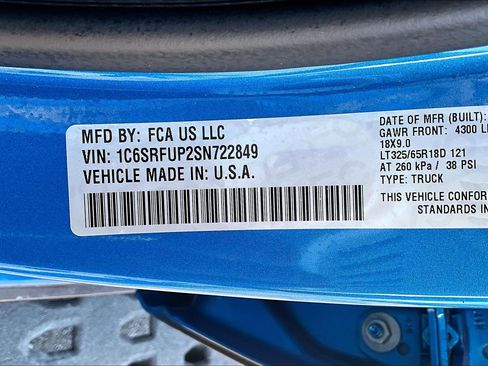 MFD BY: FCA US LLC
VIN: 1C6SRFUP2SN722849
VEHICLE MADE IN: U.S.A.
DATE OF MFR (BUILT):
GAWR FRONT: 4300 L
18X9.0
LT325/65R18D 121
AT 260 kPa / 38 PSI
TYPE: TRUCK
THIS VEHICLE CONFOR
STANDARDS IN